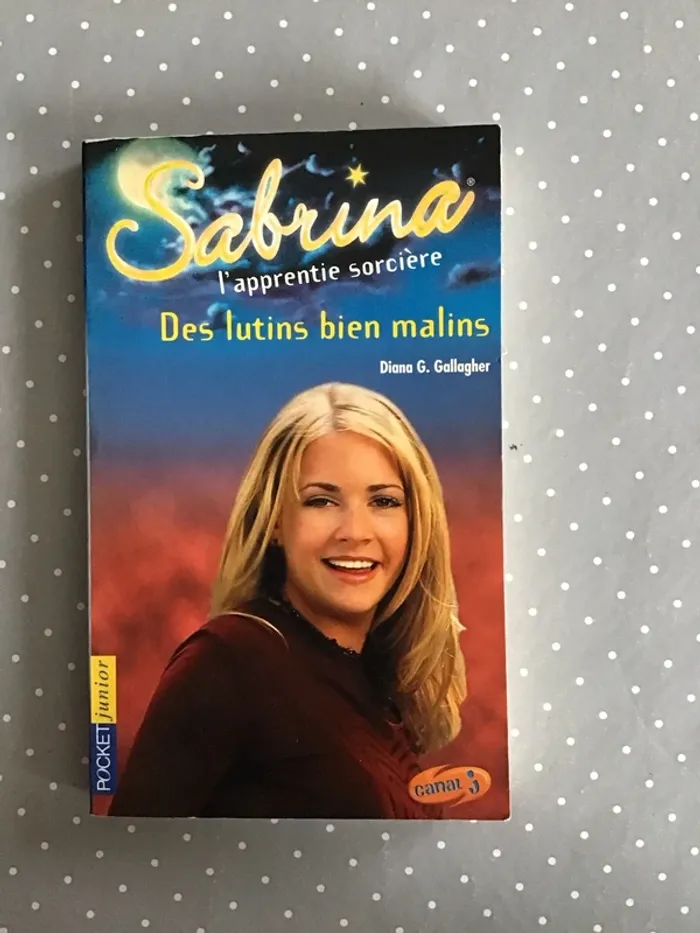 Sabrina®
l'apprentie sorcière
Des lutins bien malins
Diana G. Gallagher
POCKET junior
canal J